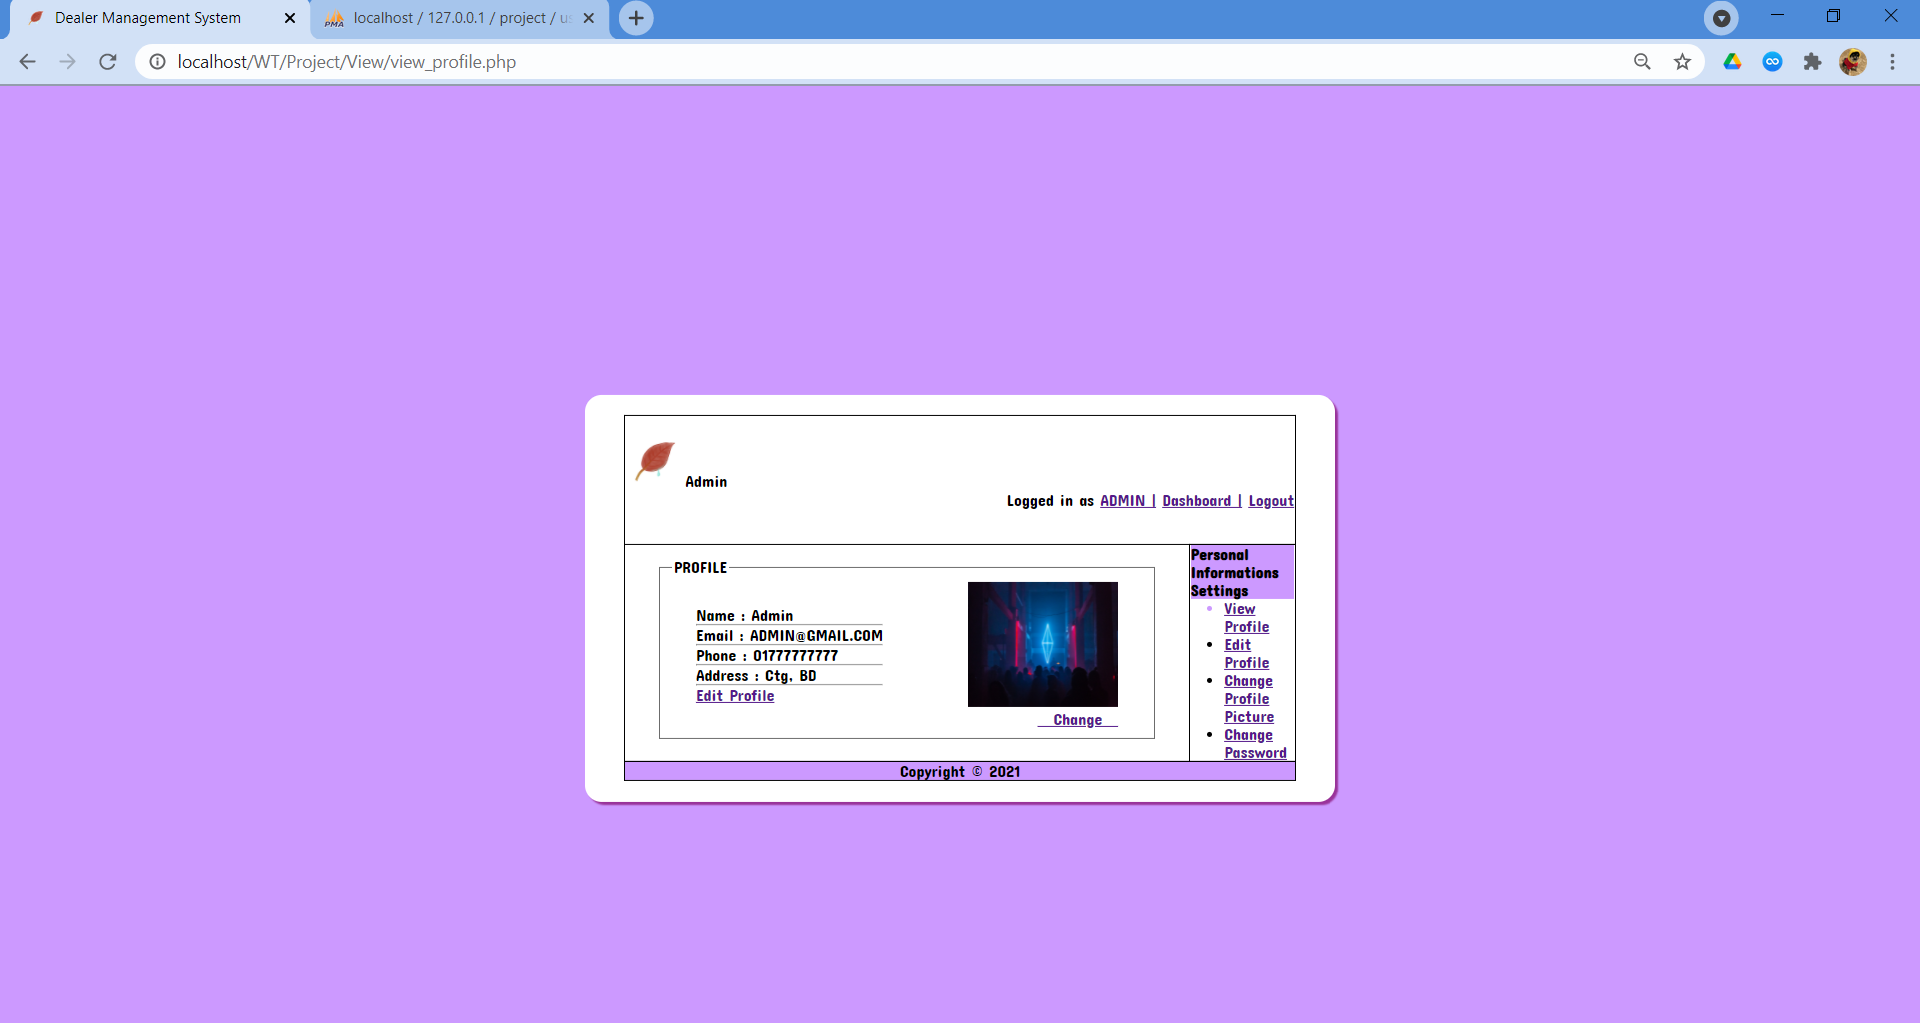 Dealer Management System
localhost / 127.0.0.1 / project / us
localhost/WT/Project/View/view_profile.php
Admin
Logged in as ADMIN | Dashboard | Logout
PROFILE
Name : Admin
Email : ADMIN@GMAIL.COM
Phone : 01777777777
Address : Ctg, BD
Edit Profile
Change
Personal
Informations
Settings
View
Profile
Edit
Profile
Change
Profile
Picture
Change
Password
Copyright © 2021